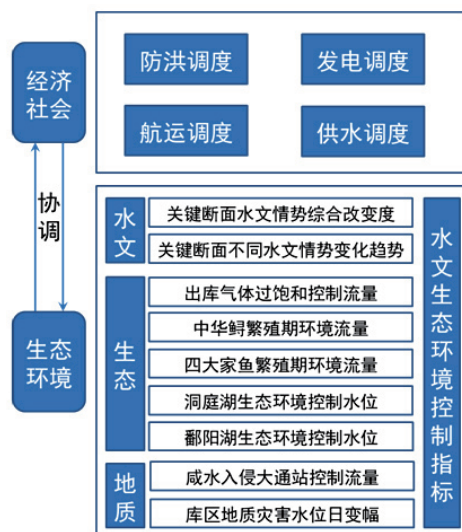 经济
社会
协
调
生态
环境
防洪调度
发电调度
航运调度
供水调度
水文
关键断面水文情势综合改变度
关键断面不同水文情势变化趋势
生态
出库气体过饱和控制流量
中华鲟繁殖期环境流量
四大家鱼繁殖期环境流量
洞庭湖生态环境控制水位
鄱阳湖生态环境控制水位
地质
咸水入侵大通站控制流量
库区地质灾害水位日变幅
水文生态环境控制指标